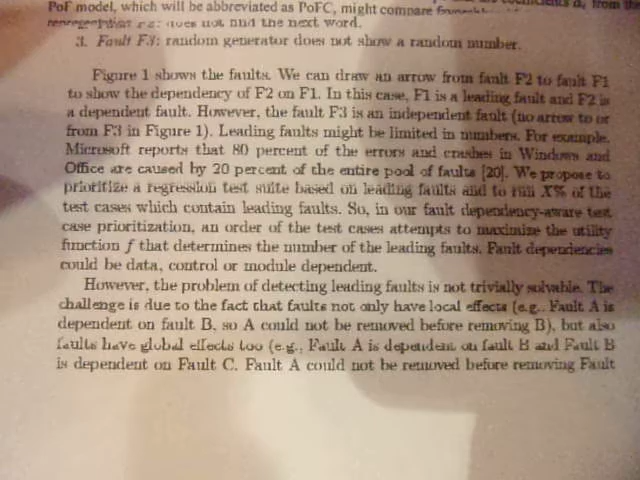 PoF model, which will be abbreviated as PoFC, might compare
does not find the next word.
3. Fault F3: random generator does not show a random number.
Figure 1 shows the faults. We can draw an arrow from fault F2 to fault F1
to show the dependency of F2 on F1. In this case, F1 is a leading fault and F2 is
a dependent fault. However, the fault F3 is an independent fault (no arrow to or
from F3 in Figure 1). Leading faults might be limited in numbers. For example,
Microsoft reports that 80 percent of the errors and crashes in Windows and
Office are caused by 20 percent of the entire pool of faults [20]. We propose to
prioritize a regression test suite based on leading faults and to run X% of the
test cases which contain leading faults. So, in our fault dependency-aware test
case prioritization, an order of the test cases attempts to maximize the utility
function f that determines the number of the leading faults. Fault dependencies
could be data, control or module dependent.
However, the problem of detecting leading faults is not trivially solvable. The
challenge is due to the fact that faults not only have local effects (e.g., Fault A is
dependent on fault B, so A could not be removed before removing B), but also
faults have global effects too (e.g., Fault A is dependent on fault B and Fault B
is dependent on Fault C. Fault A could not be removed before removing Fault